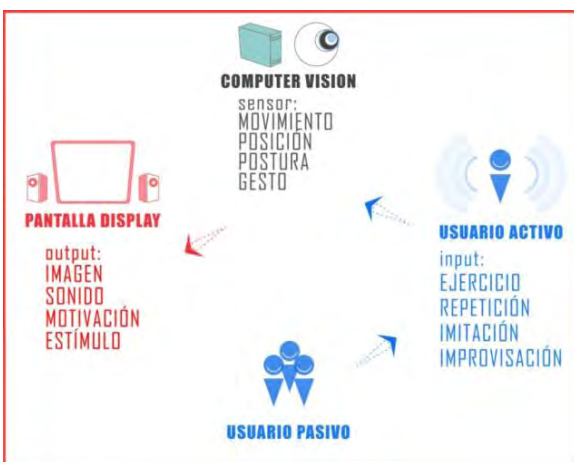 COMPUTER VISION
sensor:
MOVIMIENTO
POSICIÓN
POSTURA
GESTO
PANTALLA DISPLAY
output:
IMAGEN
SONIDO
MOTIVACIÓN
ESTÍMULO
USUARIO ACTIVO
input:
EJERCICIO
REPETICIÓN
IMITACIÓN
IMPROVISACIÓN
USUARIO PASIVO